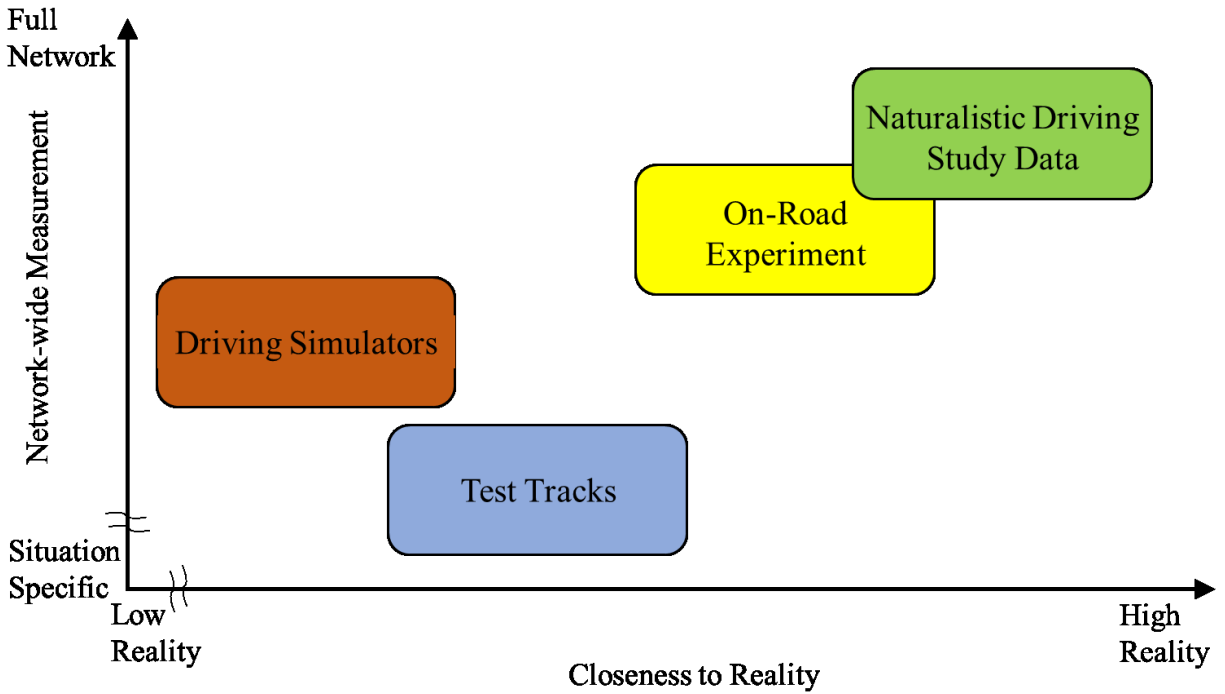 Full
Network
Network-wide Measurement
Naturalistic Driving
Study Data
On-Road
Experiment
Driving Simulators
Test Tracks
Situation
Specific
Low
Reality
High
Reality
Closeness to Reality